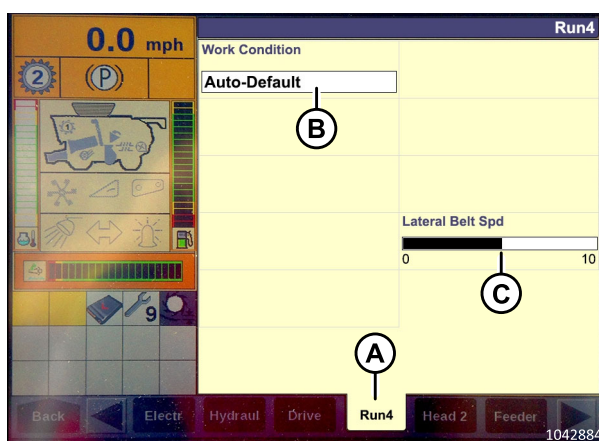 Run4
0.0 mph
2
(P)
Work Condition
Auto-Default
B
1
Lateral Belt Spd
0 10
C
9
A
Back Electr Hydraul Drive Run4 Head 2 Feeder
1042884